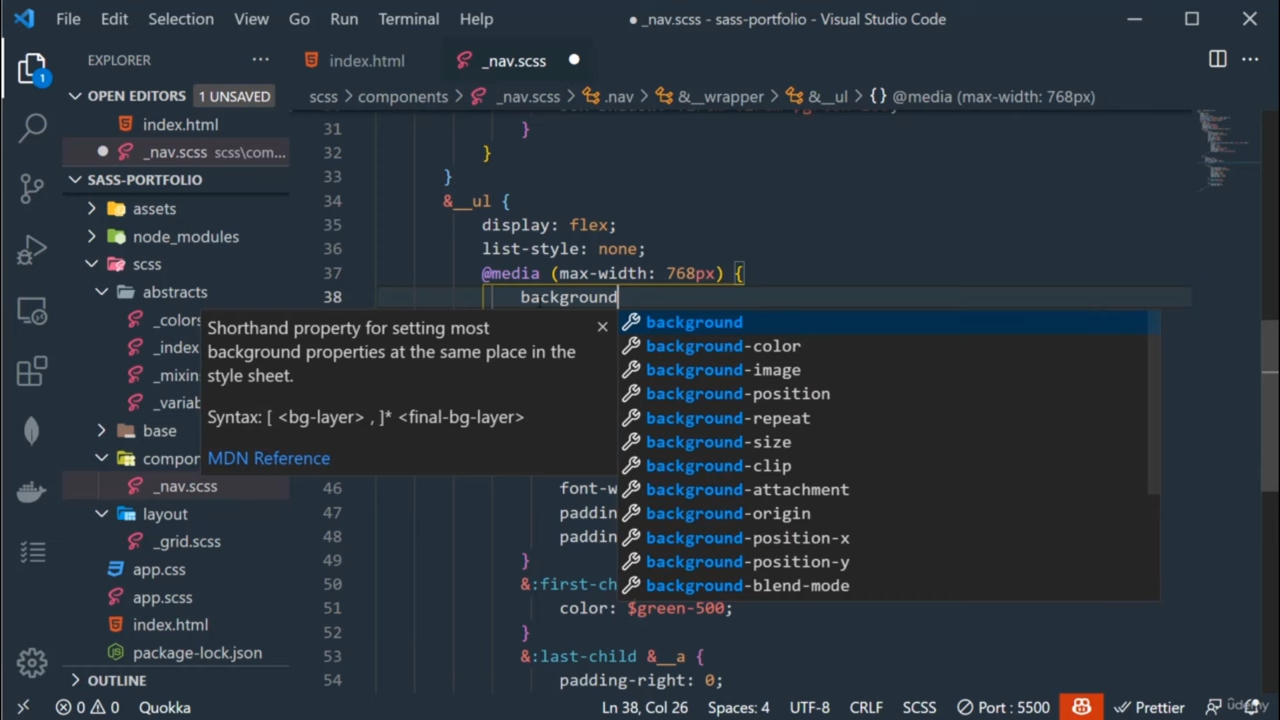 File Edit Selection View Go Run Terminal Help
● _nav.scss - sass-portfolio - Visual Studio Code
EXPLORER ···
index.html
_nav.scss ●
OPEN EDITORS 1 UNSAVED
scss > components > _nav.scss > .nav > &__wrapper > &__ul > {} @media (max-width: 768px)
index.html
● _nav.scss scss\com...
SASS-PORTFOLIO
assets
node_modules
scss
abstracts
_colors
_index
_mixin
_variab
base
compor
_nav.scss
layout
_grid.scss
app.css
app.scss
index.html
package-lock.json
OUTLINE
1
31 }
32 }
33 }
34 &__ul {
35 display: flex;
36 list-style: none;
37 @media (max-width: 768px) {
38 background
Shorthand property for setting most
background properties at the same place in the
style sheet.
Syntax: [ <bg-layer> , ]* <final-bg-layer>
MDN Reference
background
background-color
background-image
background-position
background-repeat
background-size
background-clip
background-attachment
background-origin
background-position-x
background-position-y
background-blend-mode
46 font-w
47 paddin
48 paddin
49 }
50 &:first-ch
51 color: $green-500;
52 }
53 &:last-child &__a {
54 padding-right: 0;
0 0 Quokka
Ln 38, Col 26 Spaces: 4 UTF-8 CRLF SCSS Port : 5500 Prettier
udemy